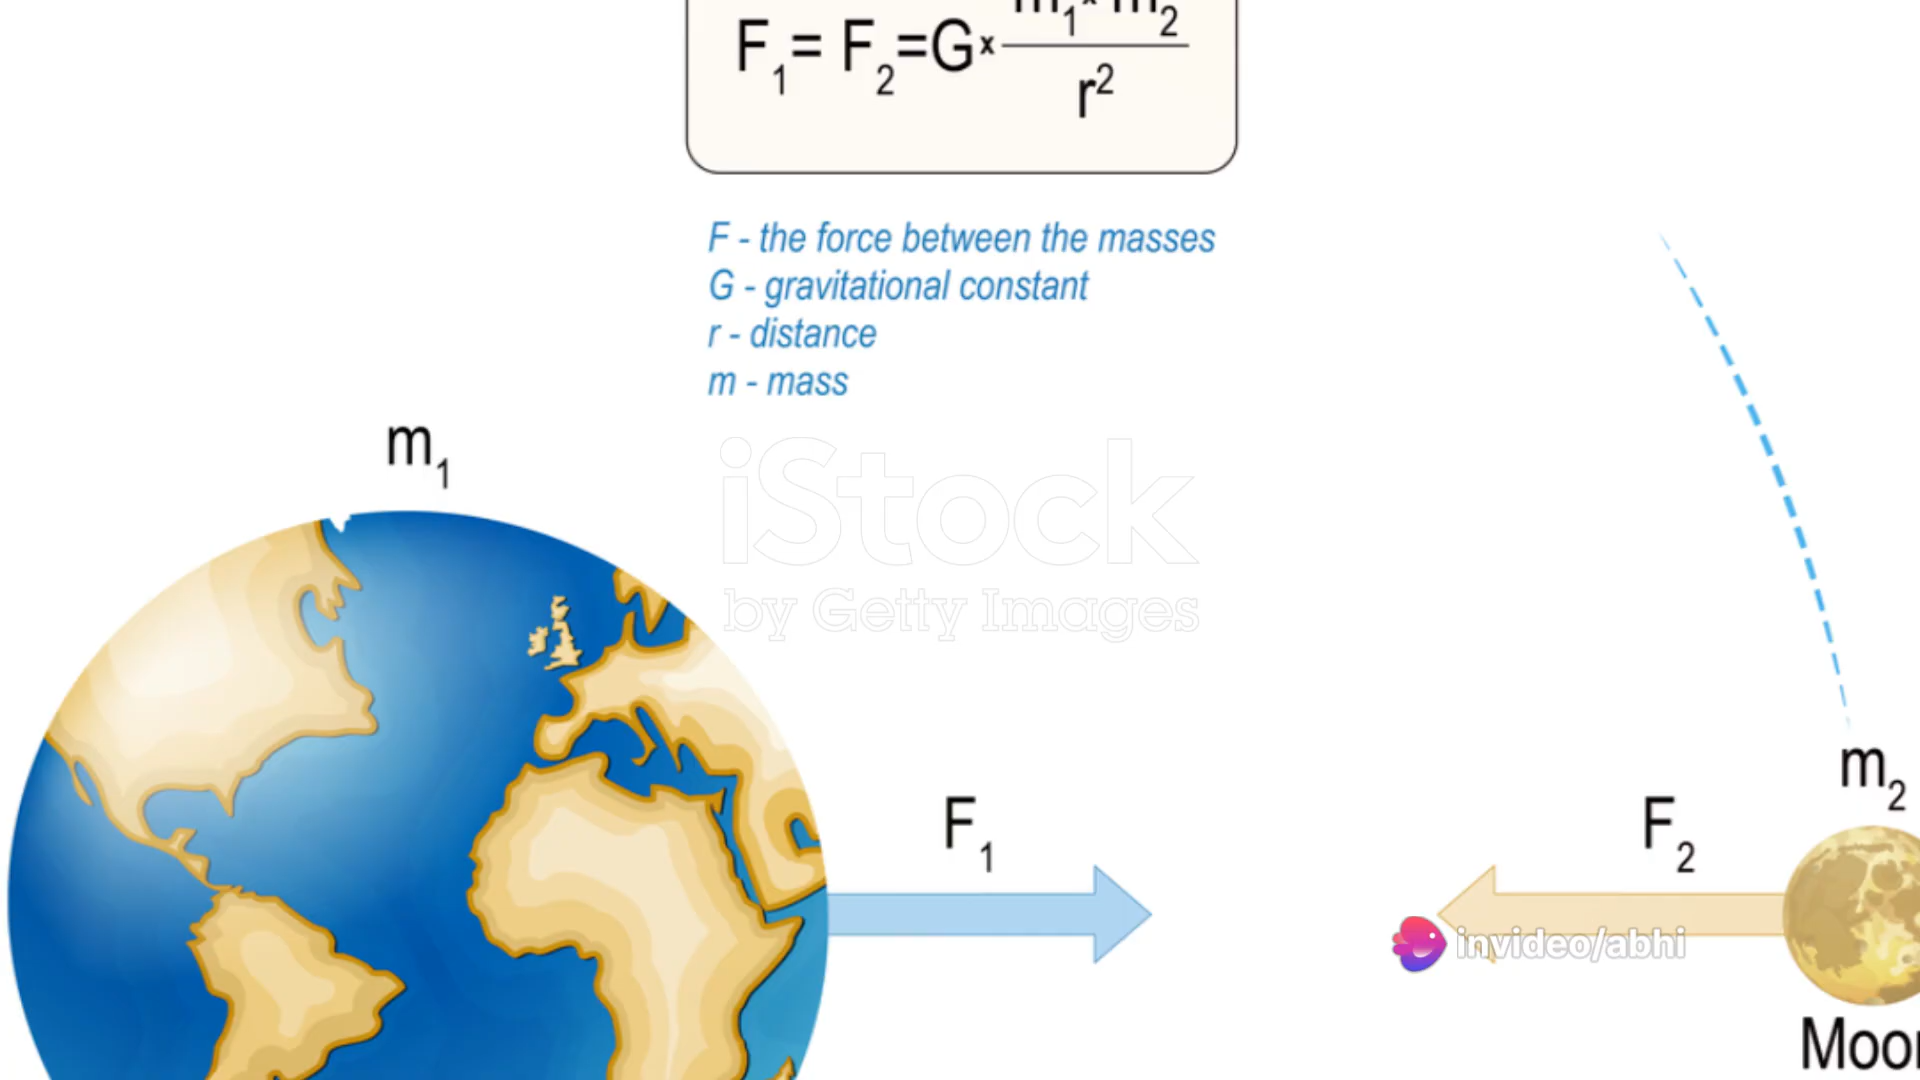 F₁= F₂=G× m₁× m₂ / r²
F - the force between the masses
G - gravitational constant
r - distance
m - mass
m₁
iStock
by Getty Images
m₂
F₁
F₂
invideo/abhi
Moon